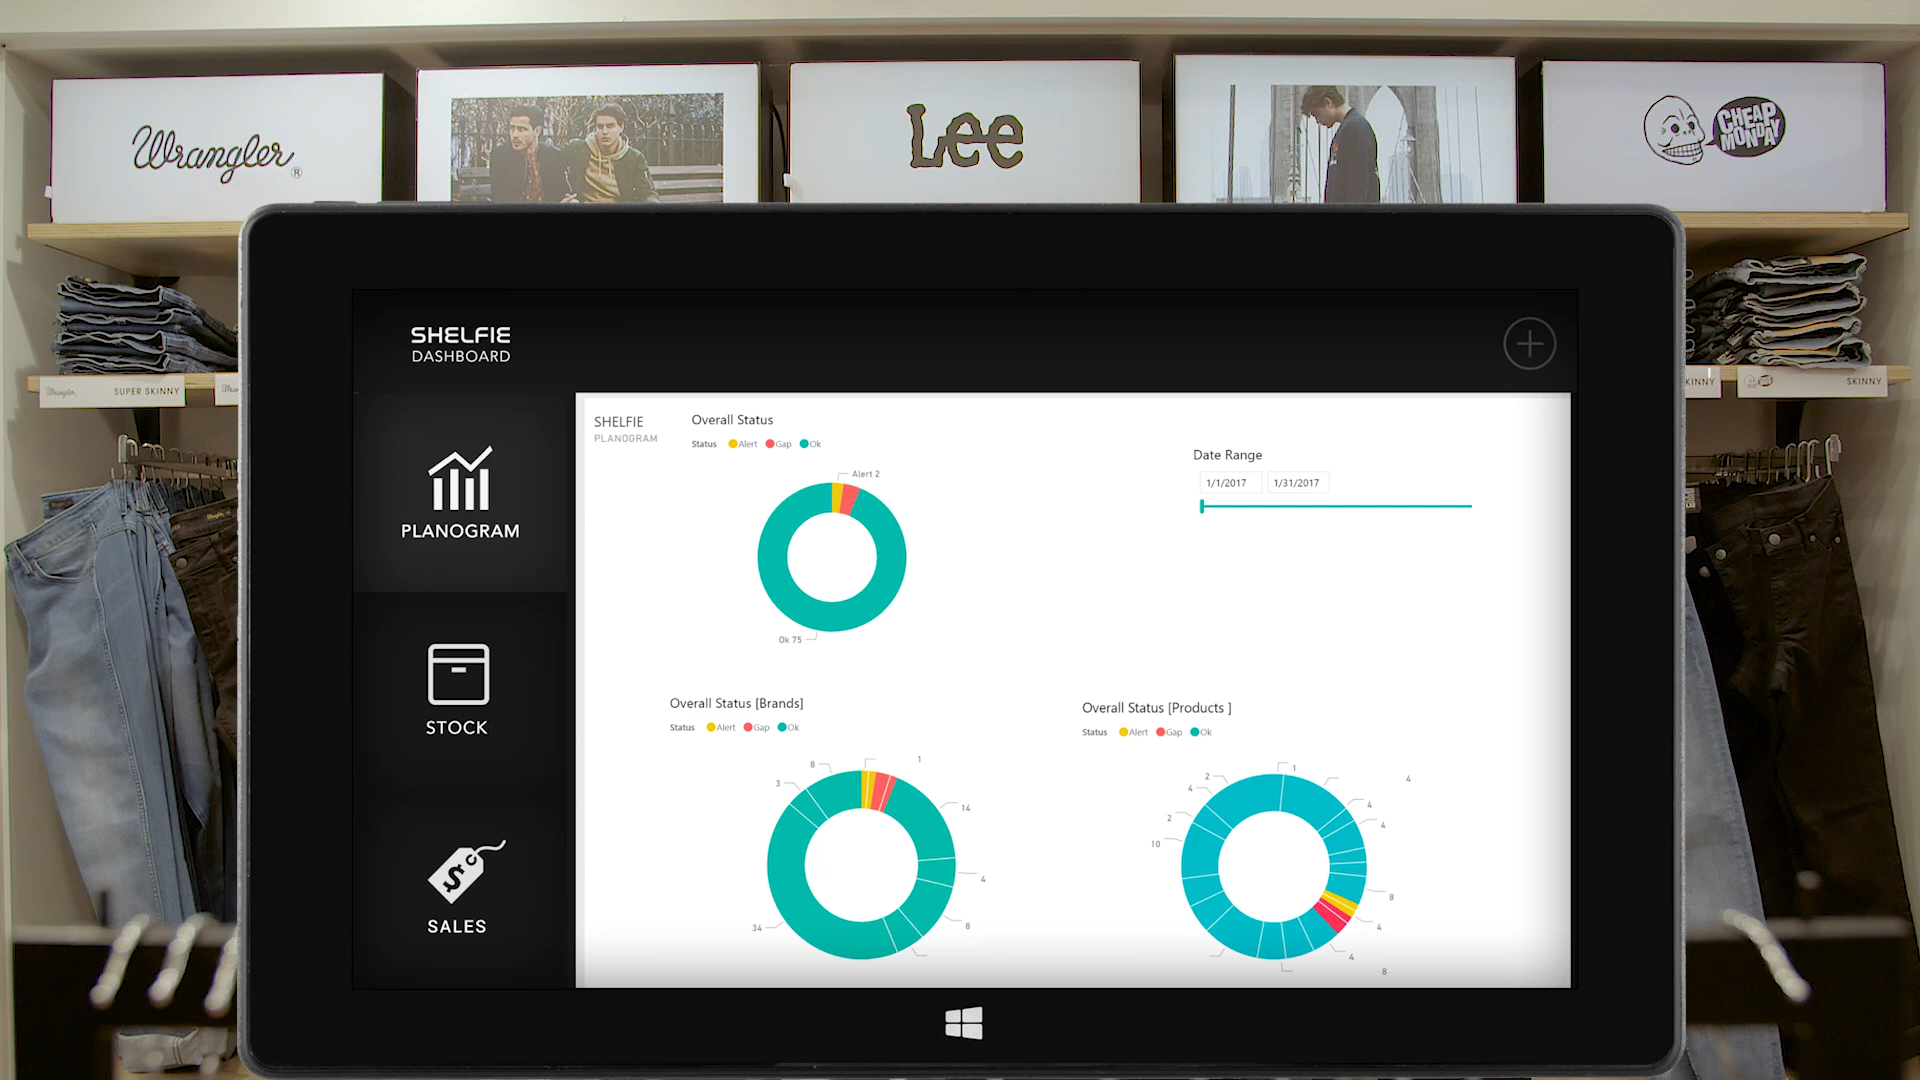 Wrangler ®
Lee
CHEAP MONDAY
SUPER SKINNY
KINNY
SKINNY
SHELFIE
DASHBOARD
PLANOGRAM
STOCK
SALES
SHELFIE
PLANOGRAM
Overall Status
Status Alert Gap Ok
Alert 2
Ok 75
Date Range
1/1/2017 1/31/2017
Overall Status [Brands]
Status Alert Gap Ok
1
8
3
14
4
8
34
Overall Status [Products ]
Status Alert Gap Ok
1
2
4
4
4
2
4
10
8
4
4
8